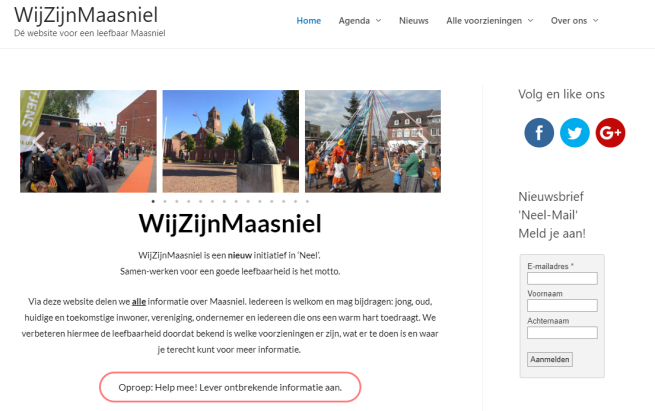 WijZijnMaasniel
Dé website voor een leefbaar Maasniel
Home Agenda Nieuws Alle voorzieningen Over ons
WijZijnMaasniel
WijZijnMaasniel is een nieuw initiatief in 'Neel'.
Samen-werken voor een goede leefbaarheid is het motto.
Via deze website delen we alle informatie over Maasniel. Iedereen is welkom en mag bijdragen: jong, oud,
huidige en toekomstige inwoner, vereniging, ondernemer en iedereen die ons een warm hart toedraagt. We
verbeteren hiermee de leefbaarheid doordat bekend is welke voorzieningen er zijn, wat er te doen is en waar
je terecht kunt voor meer informatie.
Oproep: Help mee! Lever ontbrekende informatie aan.
Volg en like ons
f
G+
Nieuwsbrief
'Neel-Mail'
Meld je aan!
E-mailadres *
Voornaam
Achternaam
Aanmelden